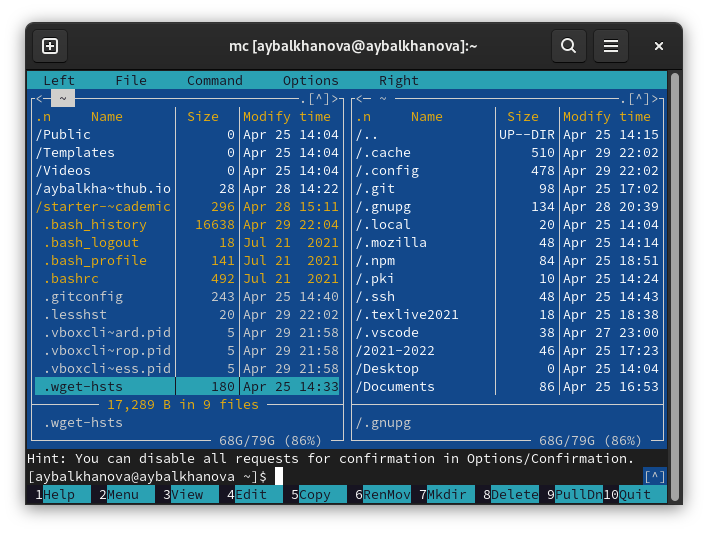 mc [aybalkhanova@aybalkhanova]:~
Left File Command Options Right
<─ ~ .[^]> <─ ~ .[^]>
.n Name Size Modify time .n Name Size Modify time
/Public 0 Apr 25 14:04 /.. UP--DIR Apr 25 14:15
/Templates 0 Apr 25 14:04 /.cache 510 Apr 29 22:02
/Videos 0 Apr 25 14:04 /.config 478 Apr 29 22:02
/aybalkha~thub.io 28 Apr 28 14:22 /.git 98 Apr 25 17:02
/starter-~cademic 296 Apr 28 15:11 /.gnupg 134 Apr 28 20:39
.bash_history 16638 Apr 29 22:04 /.local 20 Apr 25 14:04
.bash_logout 18 Jul 21 2021 /.mozilla 48 Apr 25 14:14
.bash_profile 141 Jul 21 2021 /.npm 84 Apr 25 18:51
.bashrc 492 Jul 21 2021 /.pki 10 Apr 25 14:24
.gitconfig 243 Apr 25 14:40 /.ssh 48 Apr 25 14:43
.lesshst 20 Apr 29 22:02 /.texlive2021 18 Apr 25 18:38
.vboxcli~ard.pid 5 Apr 29 21:58 /.vscode 38 Apr 27 23:00
.vboxcli~rop.pid 5 Apr 29 21:58 /2021-2022 46 Apr 25 17:23
.vboxcli~ess.pid 5 Apr 29 21:58 /Desktop 0 Apr 25 14:04
.wget-hsts 180 Apr 25 14:33 /Documents 86 Apr 25 16:53
17,289 B in 9 files
.wget-hsts /.gnupg
68G/79G (86%) 68G/79G (86%)
Hint: You can disable all requests for confirmation in Options/Confirmation.
[aybalkhanova@aybalkhanova ~]$ [^]
1Help 2Menu 3View 4Edit 5Copy 6RenMov 7Mkdir 8Delete 9PullDn 10Quit